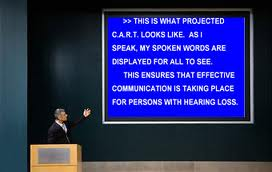 >> THIS IS WHAT PROJECTED
C.A.R.T. LOOKS LIKE. AS I
SPEAK, MY SPOKEN WORDS ARE
DISPLAYED FOR ALL TO SEE.
THIS ENSURES THAT EFFECTIVE
COMMUNICATION IS TAKING PLACE
FOR PERSONS WITH HEARING LOSS.